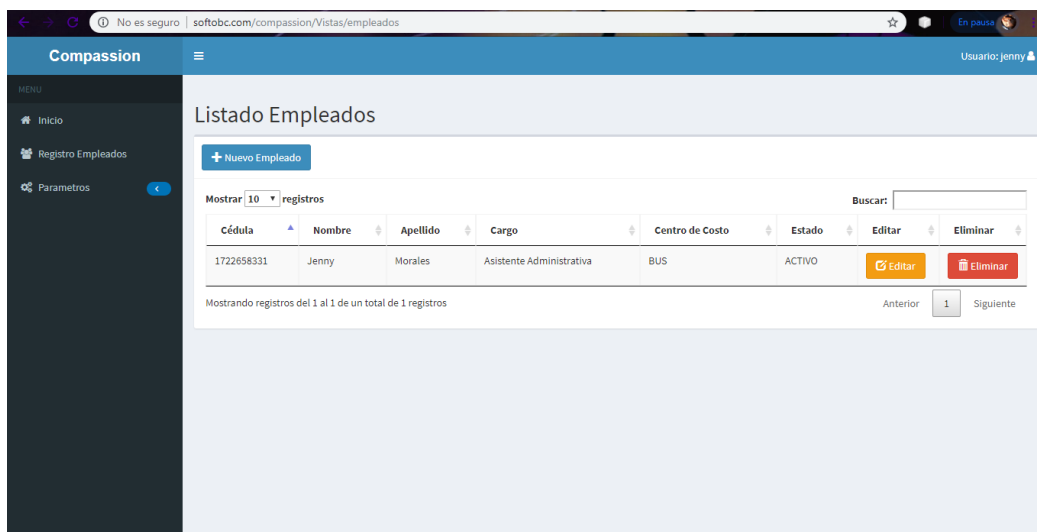 No es seguro | softobc.com/compassion/Vistas/empleados En pausa
Compassion Usuario: jenny
MENU
Inicio
Registro Empleados
Parametros
Listado Empleados
Nuevo Empleado
Mostrar 10 registros Buscar:
Cédula Nombre Apellido Cargo Centro de Costo Estado Editar Eliminar
1722658331 Jenny Morales Asistente Administrativa BUS ACTIVO Editar Eliminar
Mostrando registros del 1 al 1 de un total de 1 registros Anterior 1 Siguiente